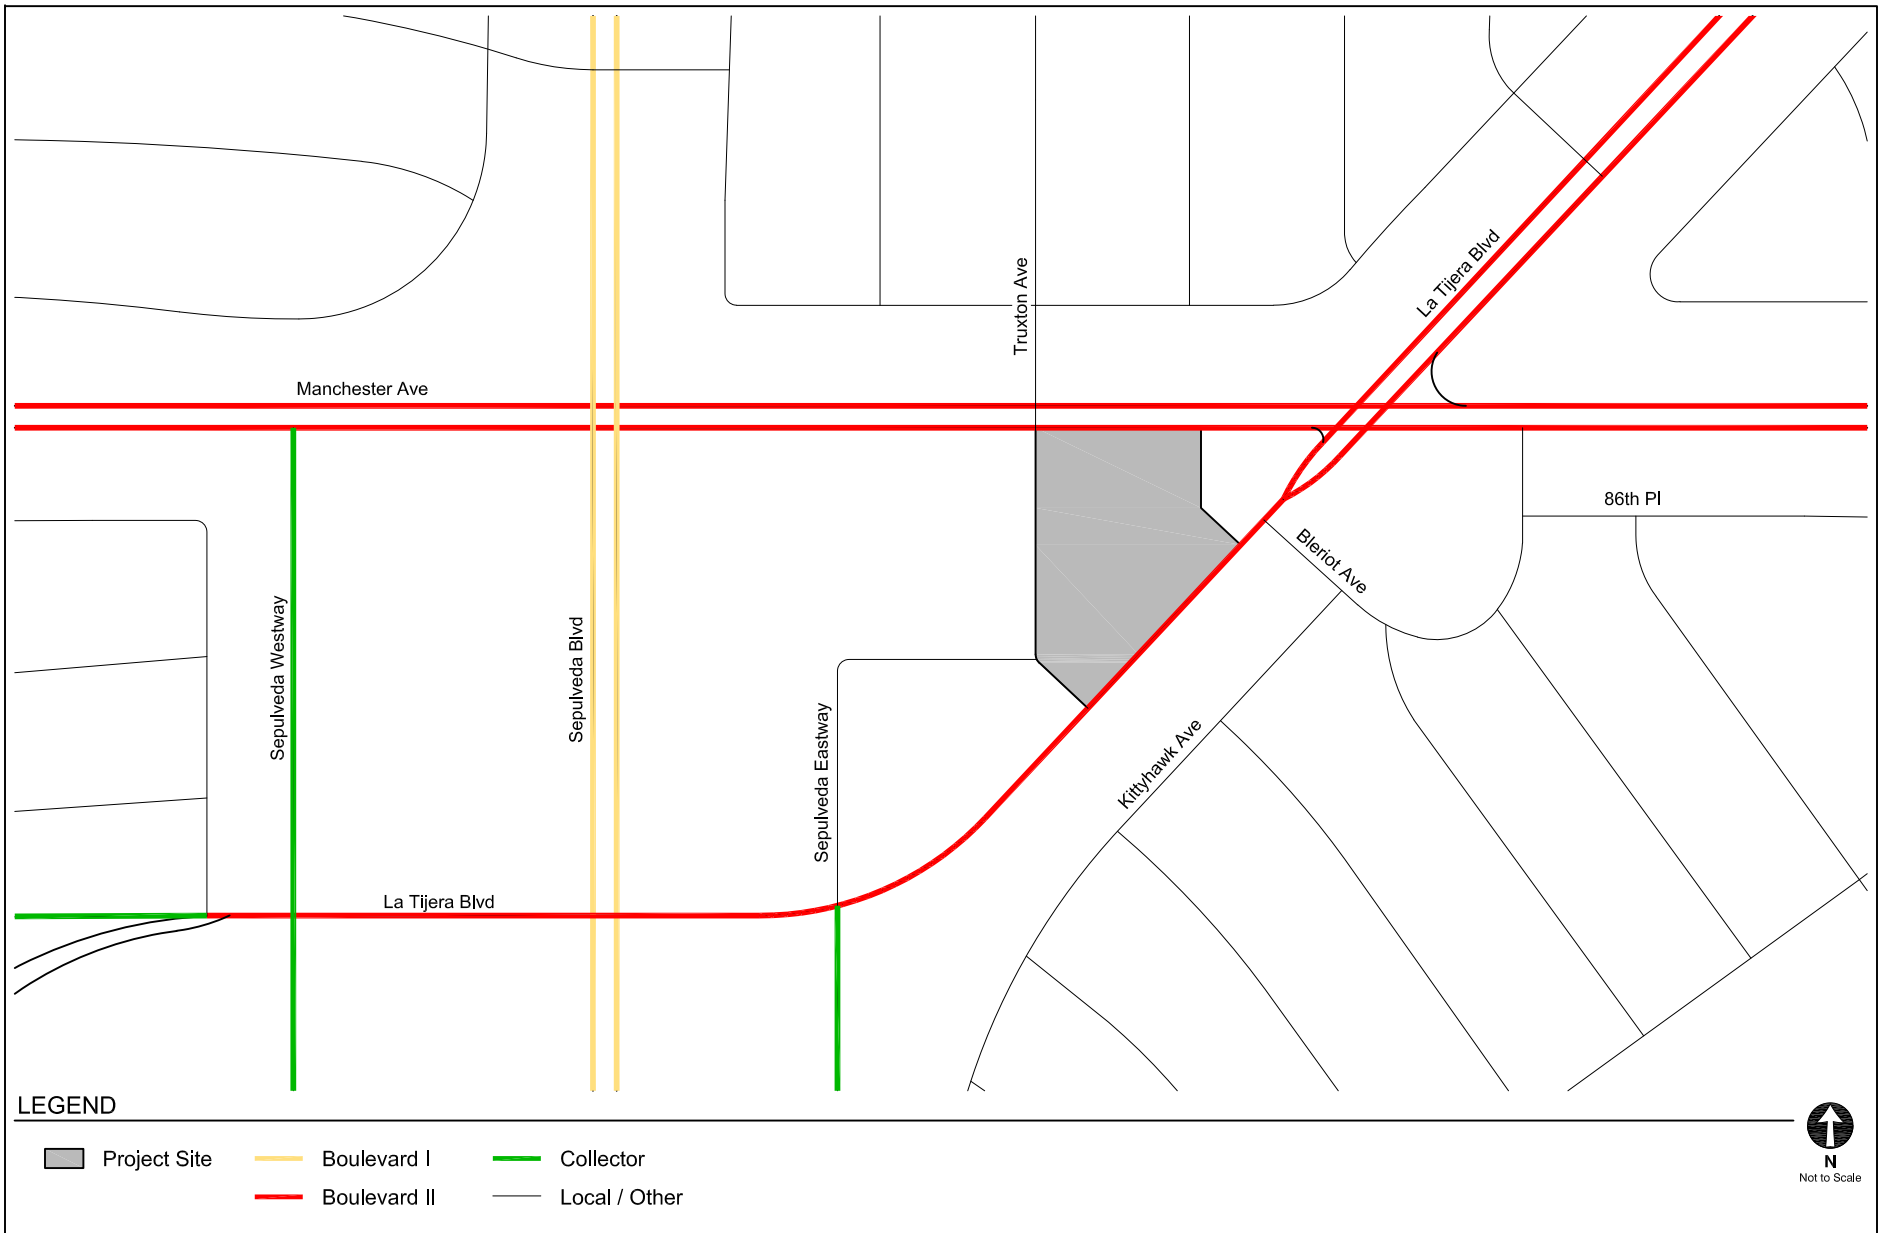 La Tijera Blvd
Truxton Ave
Manchester Ave
86th Pl
Bleriot Ave
Sepulveda Westway
Sepulveda Blvd
Sepulveda Eastway
Kittyhawk Ave
La Tijera Blvd
LEGEND
Project Site
Boulevard I
Collector
Boulevard II
Local / Other
N
Not to Scale